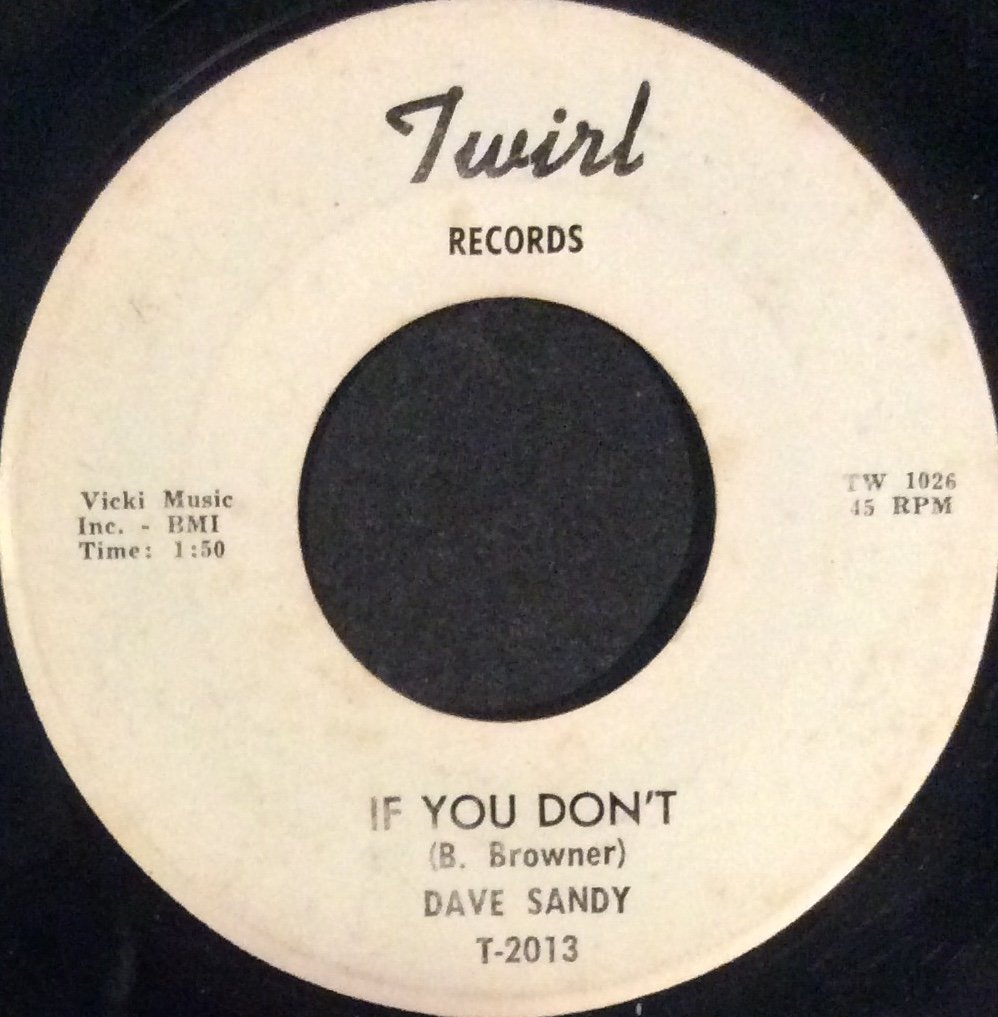 Twirl
RECORDS
Vicki Music
Inc. - BMI
Time: 1:50
TW 1026
45 RPM
IF YOU DON'T
(B. Browner)
DAVE SANDY
T-2013